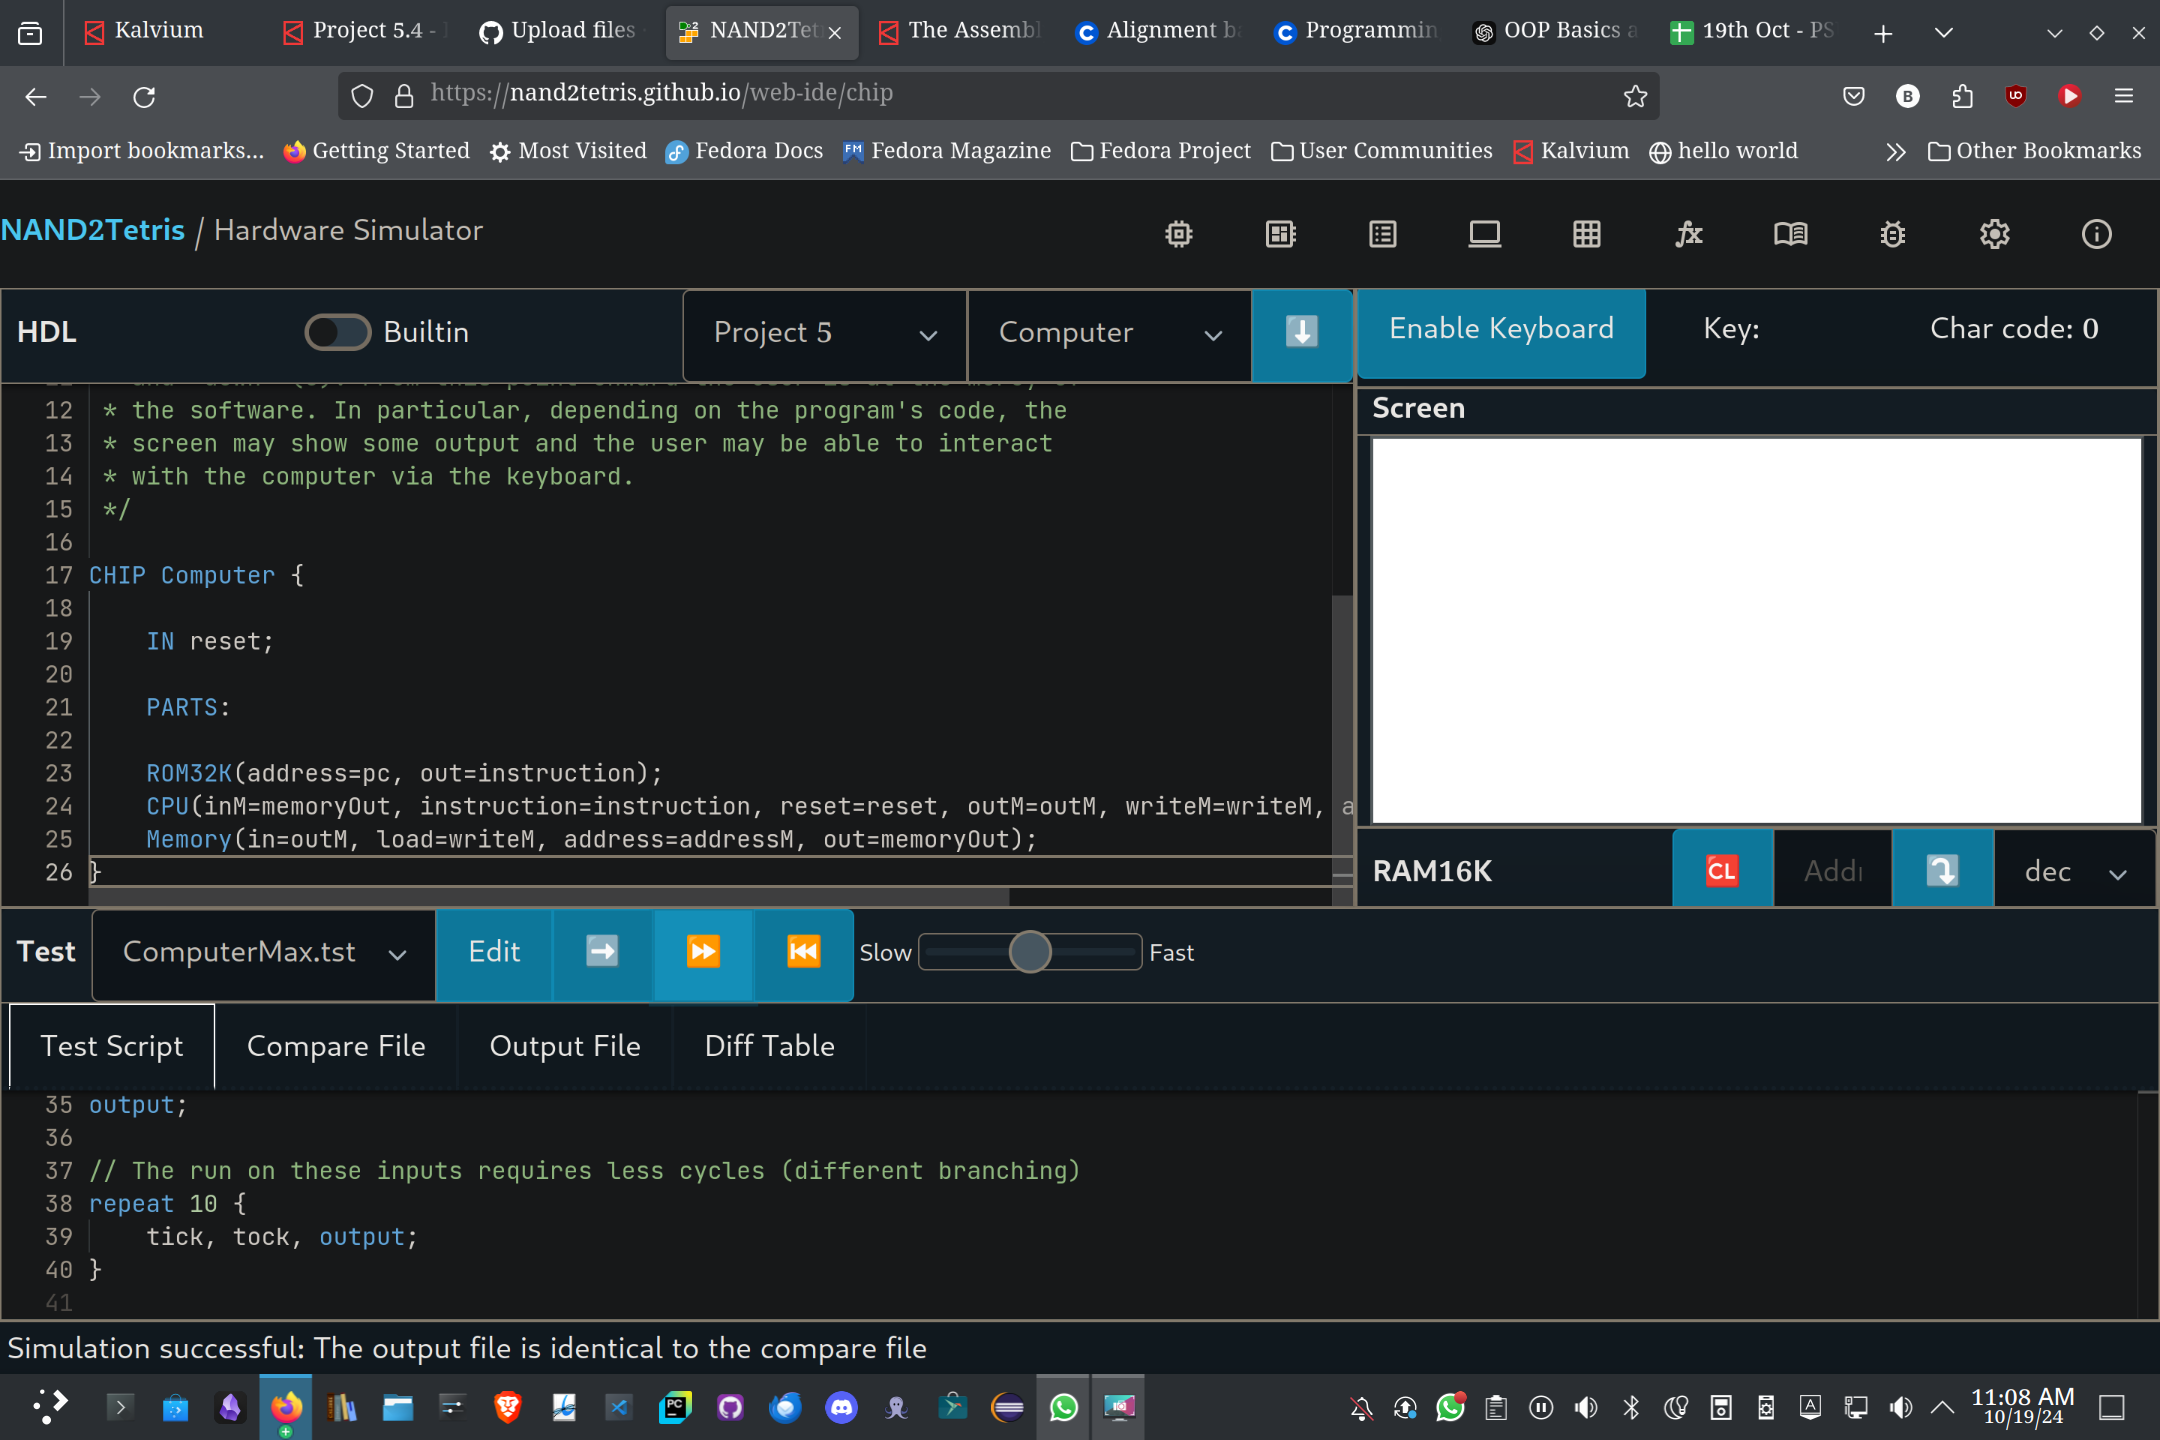 Kalvium
Project 5.4 -
Upload files
NAND2Tet
The Assembl
Alignment ba
Programmin
OOP Basics a
19th Oct - PS
https://nand2tetris.github.io/web-ide/chip
Import bookmarks...
Getting Started
Most Visited
Fedora Docs
Fedora Magazine
Fedora Project
User Communities
Kalvium
hello world
Other Bookmarks
NAND2Tetris / Hardware Simulator
HDL
Builtin
Project 5
Computer
Enable Keyboard
Key:
Char code: 0
12 * the software. In particular, depending on the program's code, the
13 * screen may show some output and the user may be able to interact
14 * with the computer via the keyboard.
15 */
16
17 CHIP Computer {
18
19 IN reset;
20
21 PARTS:
22
23 ROM32K(address=pc, out=instruction);
24 CPU(inM=memoryOut, instruction=instruction, reset=reset, outM=outM, writeM=writeM, a
25 Memory(in=outM, load=writeM, address=addressM, out=memoryOut);
26 }
Screen
RAM16K
CL
Addr
dec
Test
ComputerMax.tst
Edit
Slow
Fast
Test Script
Compare File
Output File
Diff Table
35 output;
36
37 // The run on these inputs requires less cycles (different branching)
38 repeat 10 {
39 tick, tock, output;
40 }
41
Simulation successful: The output file is identical to the compare file
11:08 AM
10/19/24